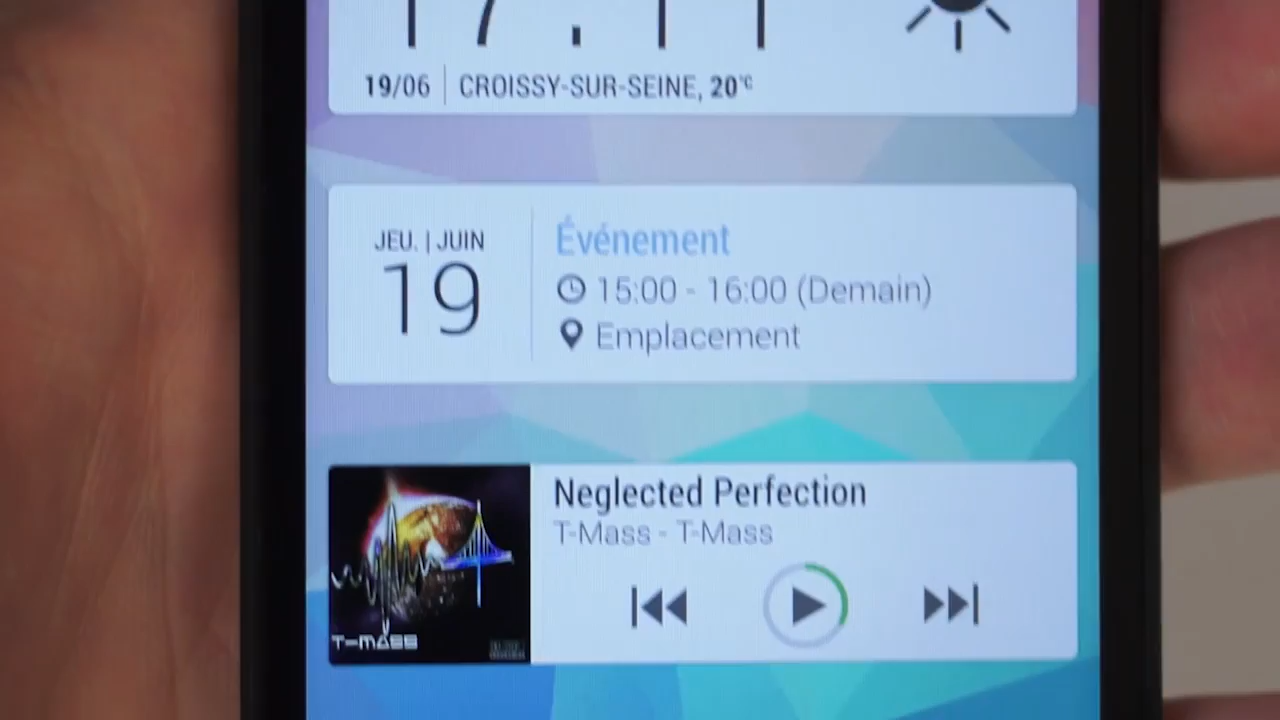 19/06 | CROISSY-SUR-SEINE, 20°C
JEU. | JUIN
19
Événement
15:00 - 16:00 (Demain)
Emplacement
Neglected Perfection
T-Mass - T-Mass
T-MASS